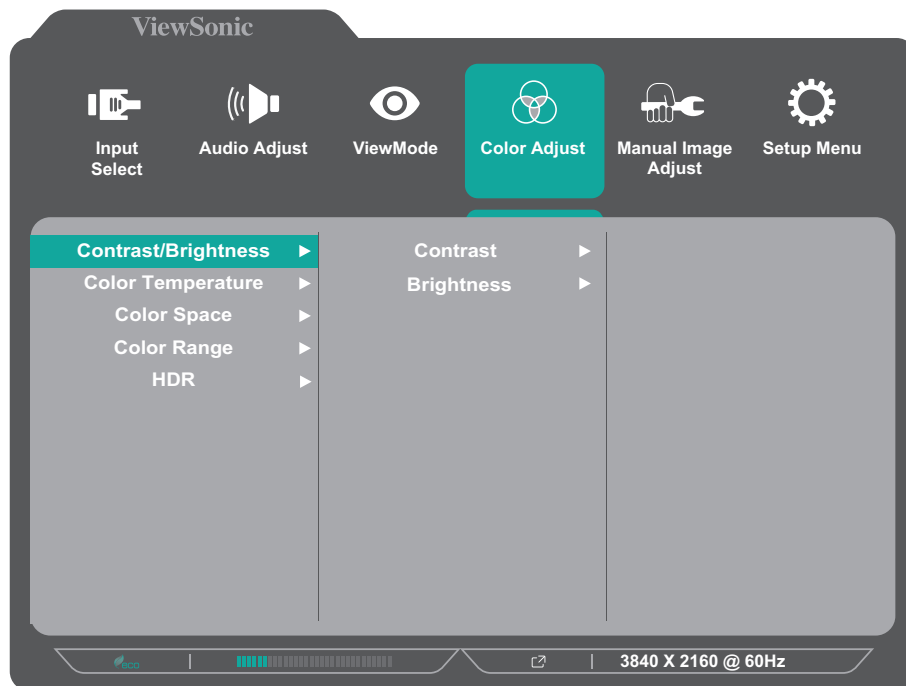 ViewSonic
Input
Select
Audio Adjust
ViewMode
Color Adjust
Manual Image
Adjust
Setup Menu
Contrast/Brightness
Color Temperature
Color Space
Color Range
HDR
Contrast
Brightness
eco
3840 X 2160 @ 60Hz